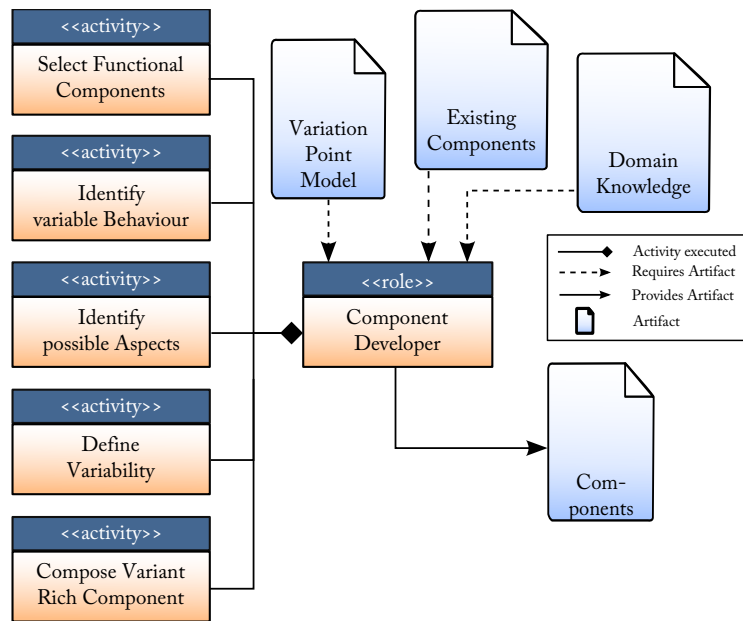 <<activity>>
Select Functional
Components
<<activity>>
Identify
variable Behaviour
<<activity>>
Identify
possible Aspects
<<activity>>
Define
Variability
<<activity>>
Compose Variant
Rich Component
Variation
Point
Model
Existing
Components
Domain
Knowledge
<<role>>
Component
Developer
Activity executed
Requires Artifact
Provides Artifact
Artifact
Com-
ponents